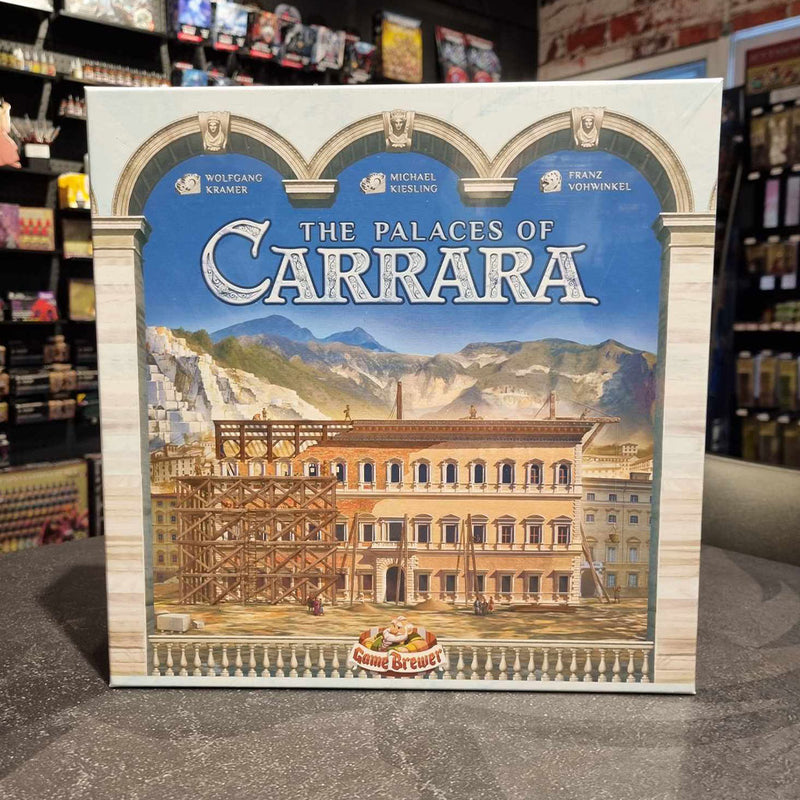 WOLFGANG
KRAMER
MICHAEL
KIESLING
FRANZ
VOHWINKEL
THE PALACES OF
CARRARA
Game Brewer